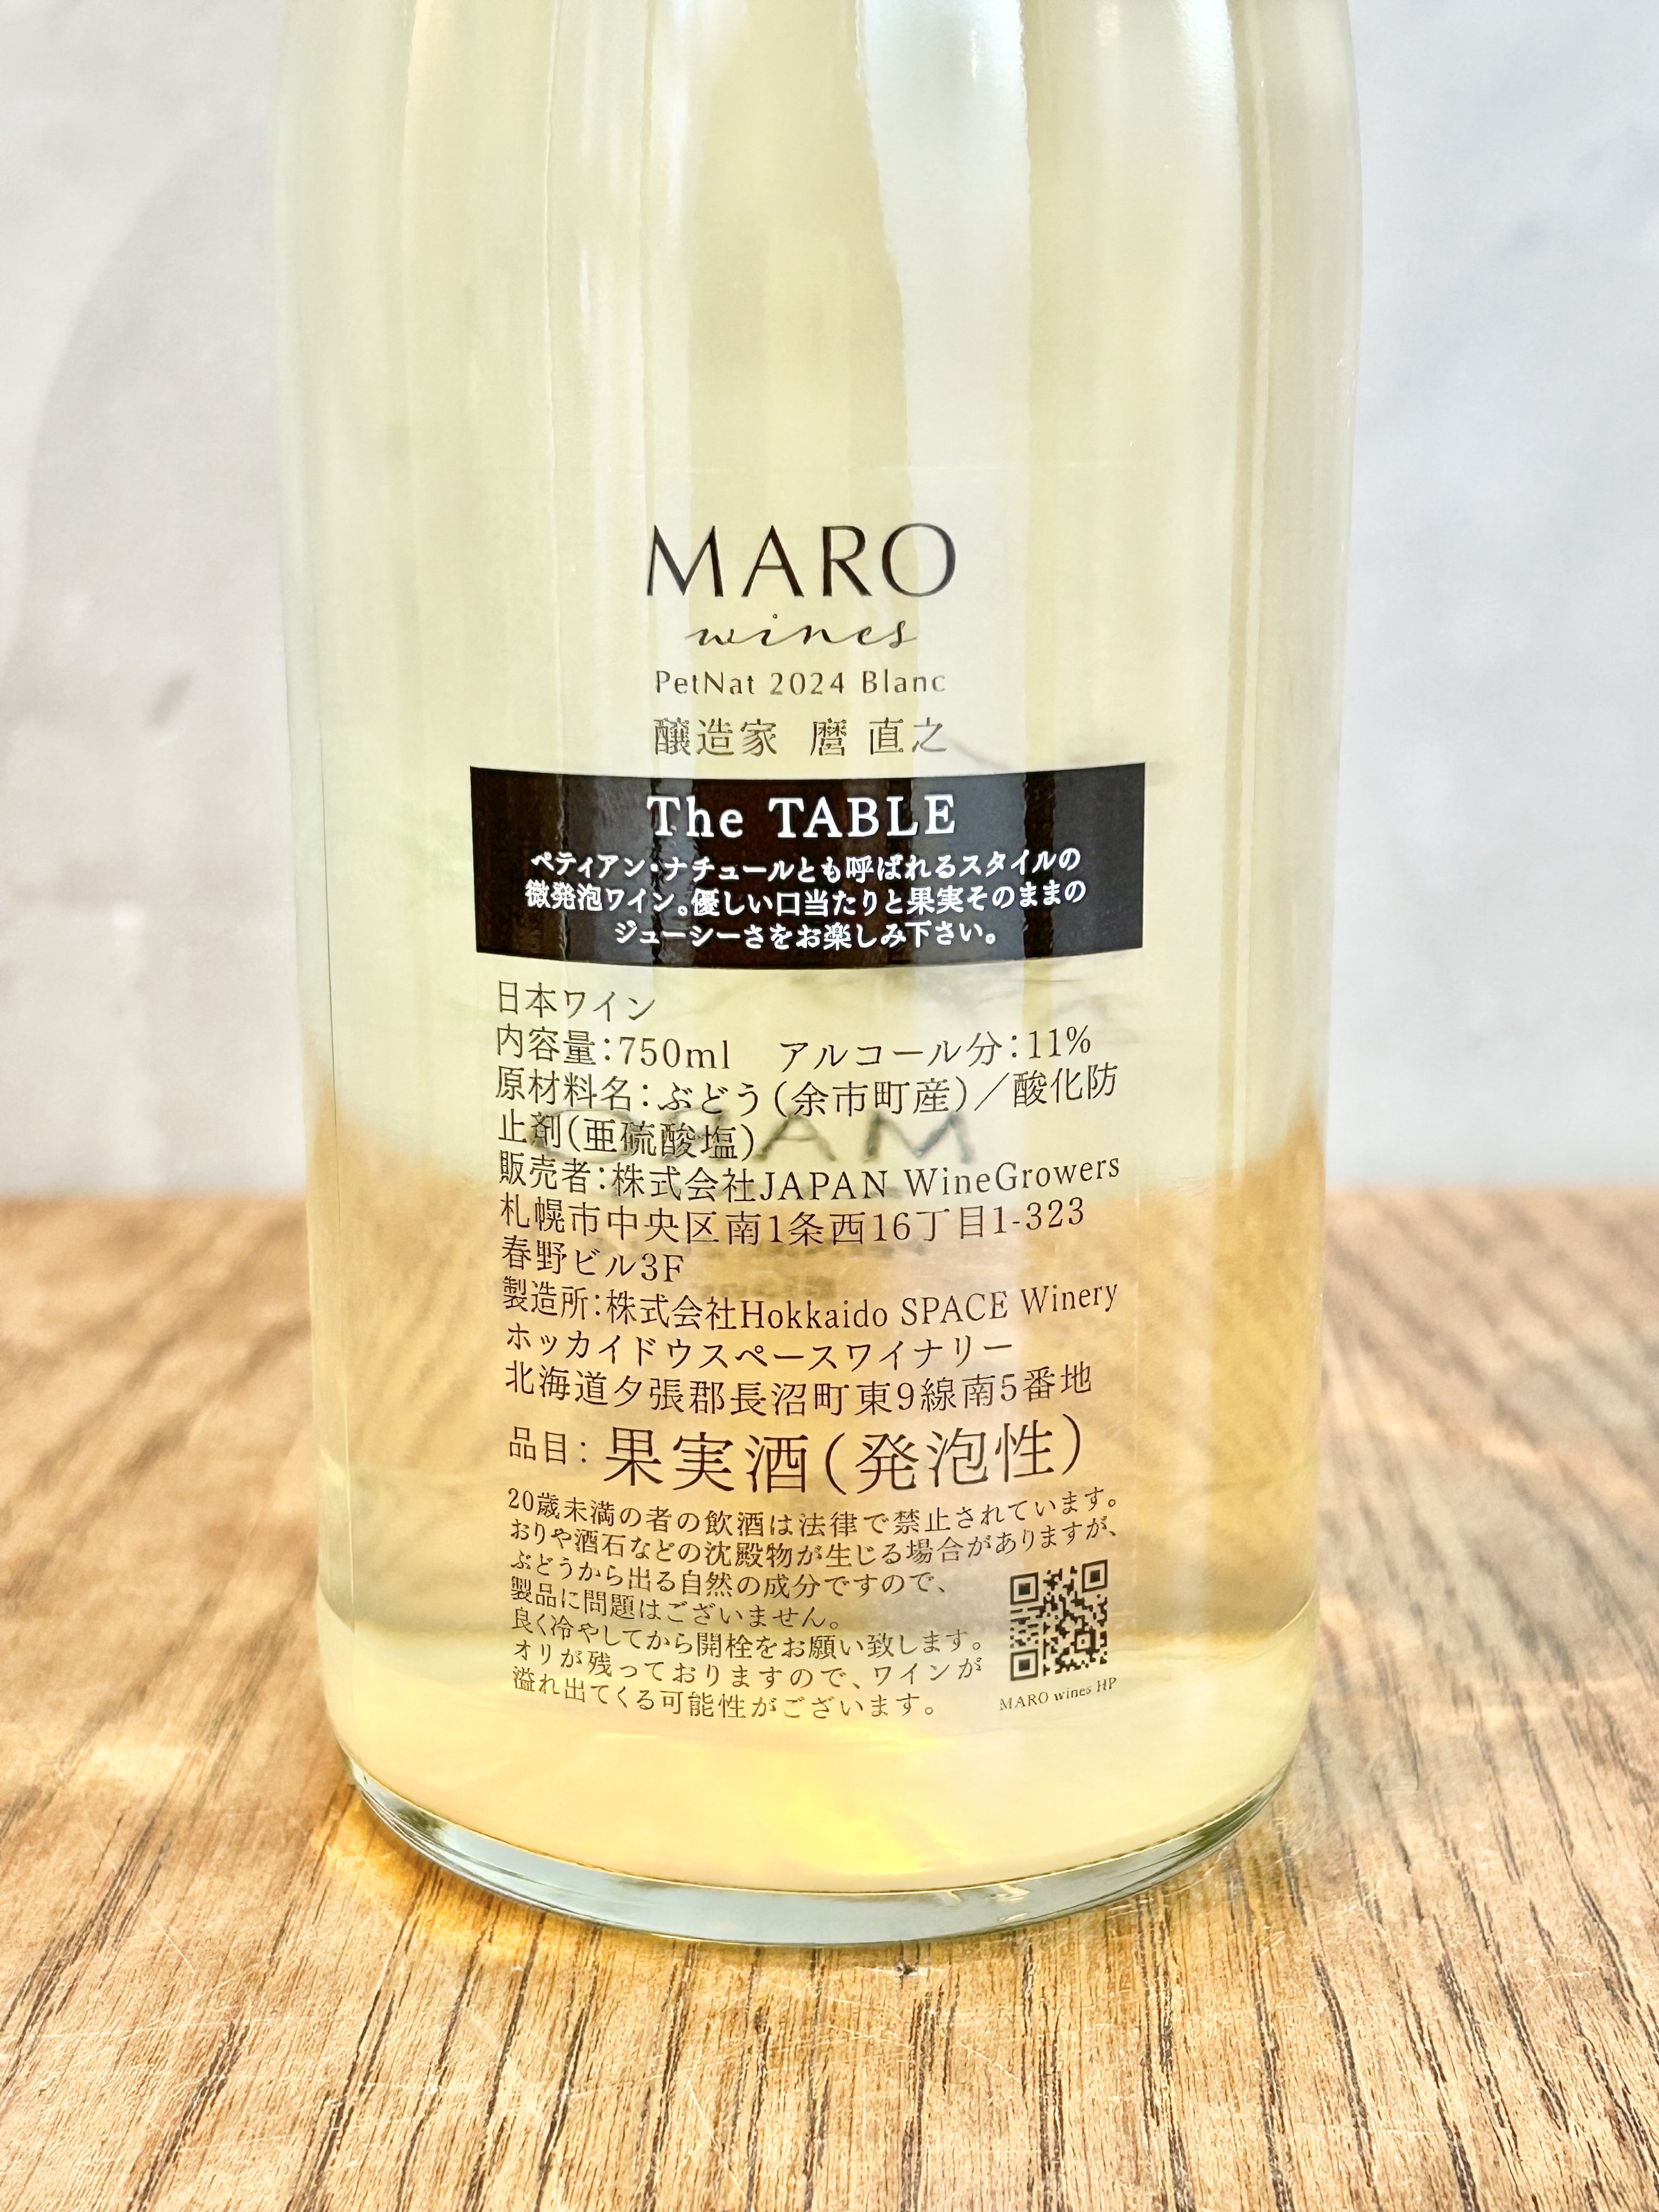 MARO
wines
PetNat 2024 Blanc
醸造家 麿 直之
The TABLE
ペティアン・ナチュールとも呼ばれるスタイルの
微発泡ワイン。優しい口当たりと果実そのままの
ジューシーさをお楽しみ下さい。
日本ワイン
内容量：750ml アルコール分：11%
原材料名：ぶどう（余市町産）／酸化防
止剤（亜硫酸塩）
販売者：株式会社JAPAN WineGrowers
札幌市中央区南1条西16丁目1-323
春野ビル3F
製造所：株式会社Hokkaido SPACE Winery
ホッカイドウスペースワイナリー
北海道夕張郡長沼町東9線南5番地
品目：果実酒（発泡性）
20歳未満の者の飲酒は法律で禁止されています。
おりや酒石などの沈殿物が生じる場合がありますが、
ぶどうから出る自然の成分ですので、
製品に問題はございません。
良く冷やしてから開栓をお願い致します。
オリが残っておりますので、ワインが
溢れ出てくる可能性がございます。
MARO wines HP
MARO